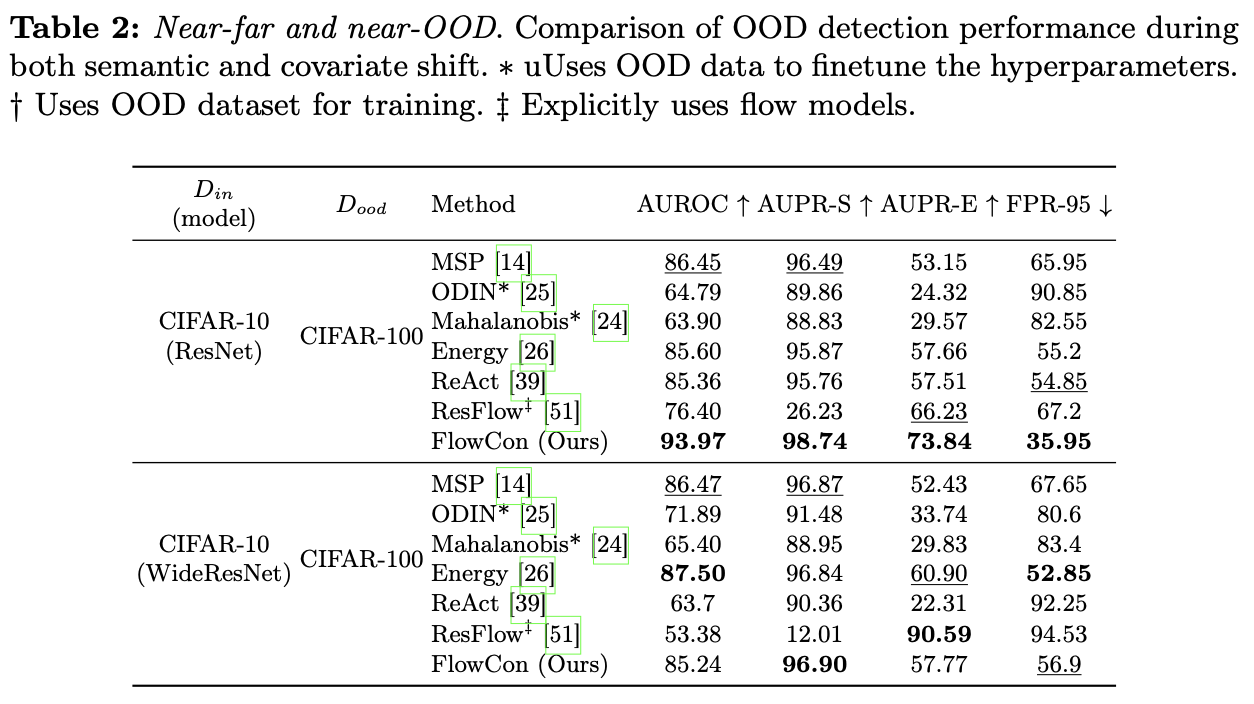 Table 2: Near-far and near-OOD. Comparison of OOD detection performance during
both semantic and covariate shift. * uUses OOD data to finetune the hyperparameters.
† Uses OOD dataset for training. ‡ Explicitly uses flow models.
D_in (model) D_ood Method AUROC ↑ AUPR-S ↑ AUPR-E ↑ FPR-95 ↓
CIFAR-10 (ResNet) CIFAR-100
MSP [14] 86.45 96.49 53.15 65.95
ODIN* [25] 64.79 89.86 24.32 90.85
Mahalanobis* [24] 63.90 88.83 29.57 82.55
Energy [26] 85.60 95.87 57.66 55.2
ReAct [39] 85.36 95.76 57.51 54.85
ResFlow‡ [51] 76.40 26.23 66.23 67.2
FlowCon (Ours) 93.97 98.74 73.84 35.95
CIFAR-10 (WideResNet) CIFAR-100
MSP [14] 86.47 96.87 52.43 67.65
ODIN* [25] 71.89 91.48 33.74 80.6
Mahalanobis* [24] 65.40 88.95 29.83 83.4
Energy [26] 87.50 96.84 60.90 52.85
ReAct [39] 63.7 90.36 22.31 92.25
ResFlow‡ [51] 53.38 12.01 90.59 94.53
FlowCon (Ours) 85.24 96.90 57.77 56.9